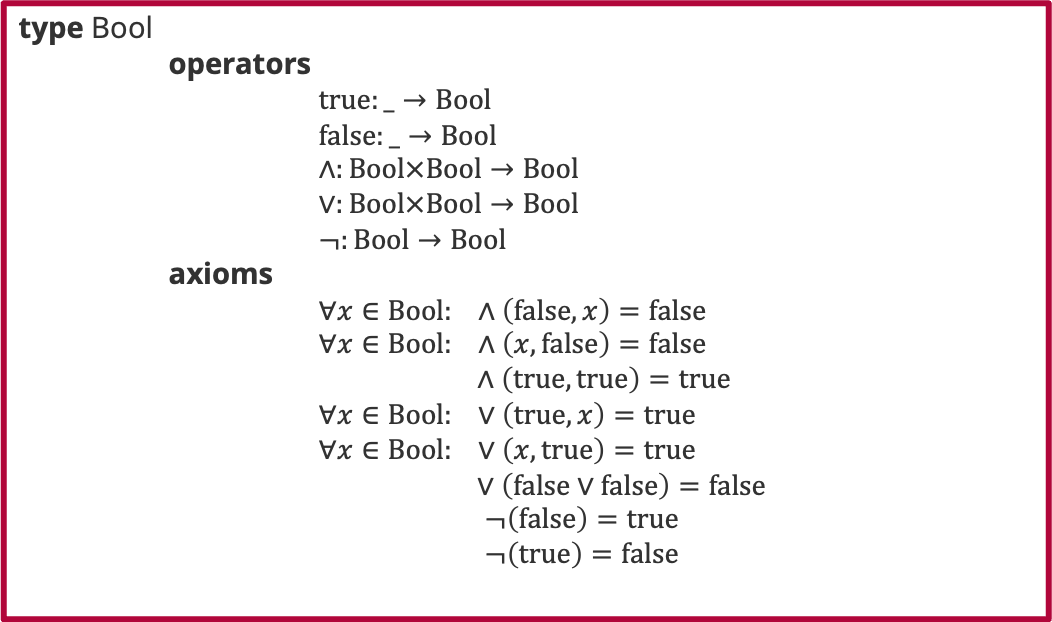 type Bool
operators
true: _ → Bool
false: _ → Bool
∧: Bool×Bool → Bool
∨: Bool×Bool → Bool
¬: Bool → Bool
axioms
∀x ∈ Bool: ∧ (false, x) = false
∀x ∈ Bool: ∧ (x, false) = false
∧ (true, true) = true
∀x ∈ Bool: ∨ (true, x) = true
∀x ∈ Bool: ∨ (x, true) = true
∨ (false ∨ false) = false
¬(false) = true
¬(true) = false